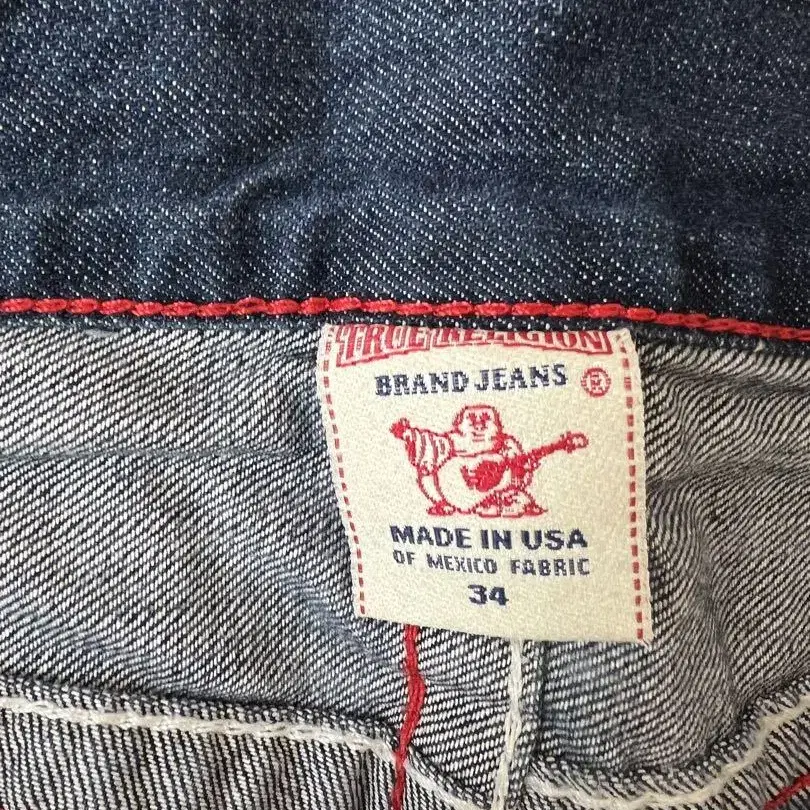 TRUE RELIGION
BRAND JEANS ®
MADE IN USA
OF MEXICO FABRIC
34